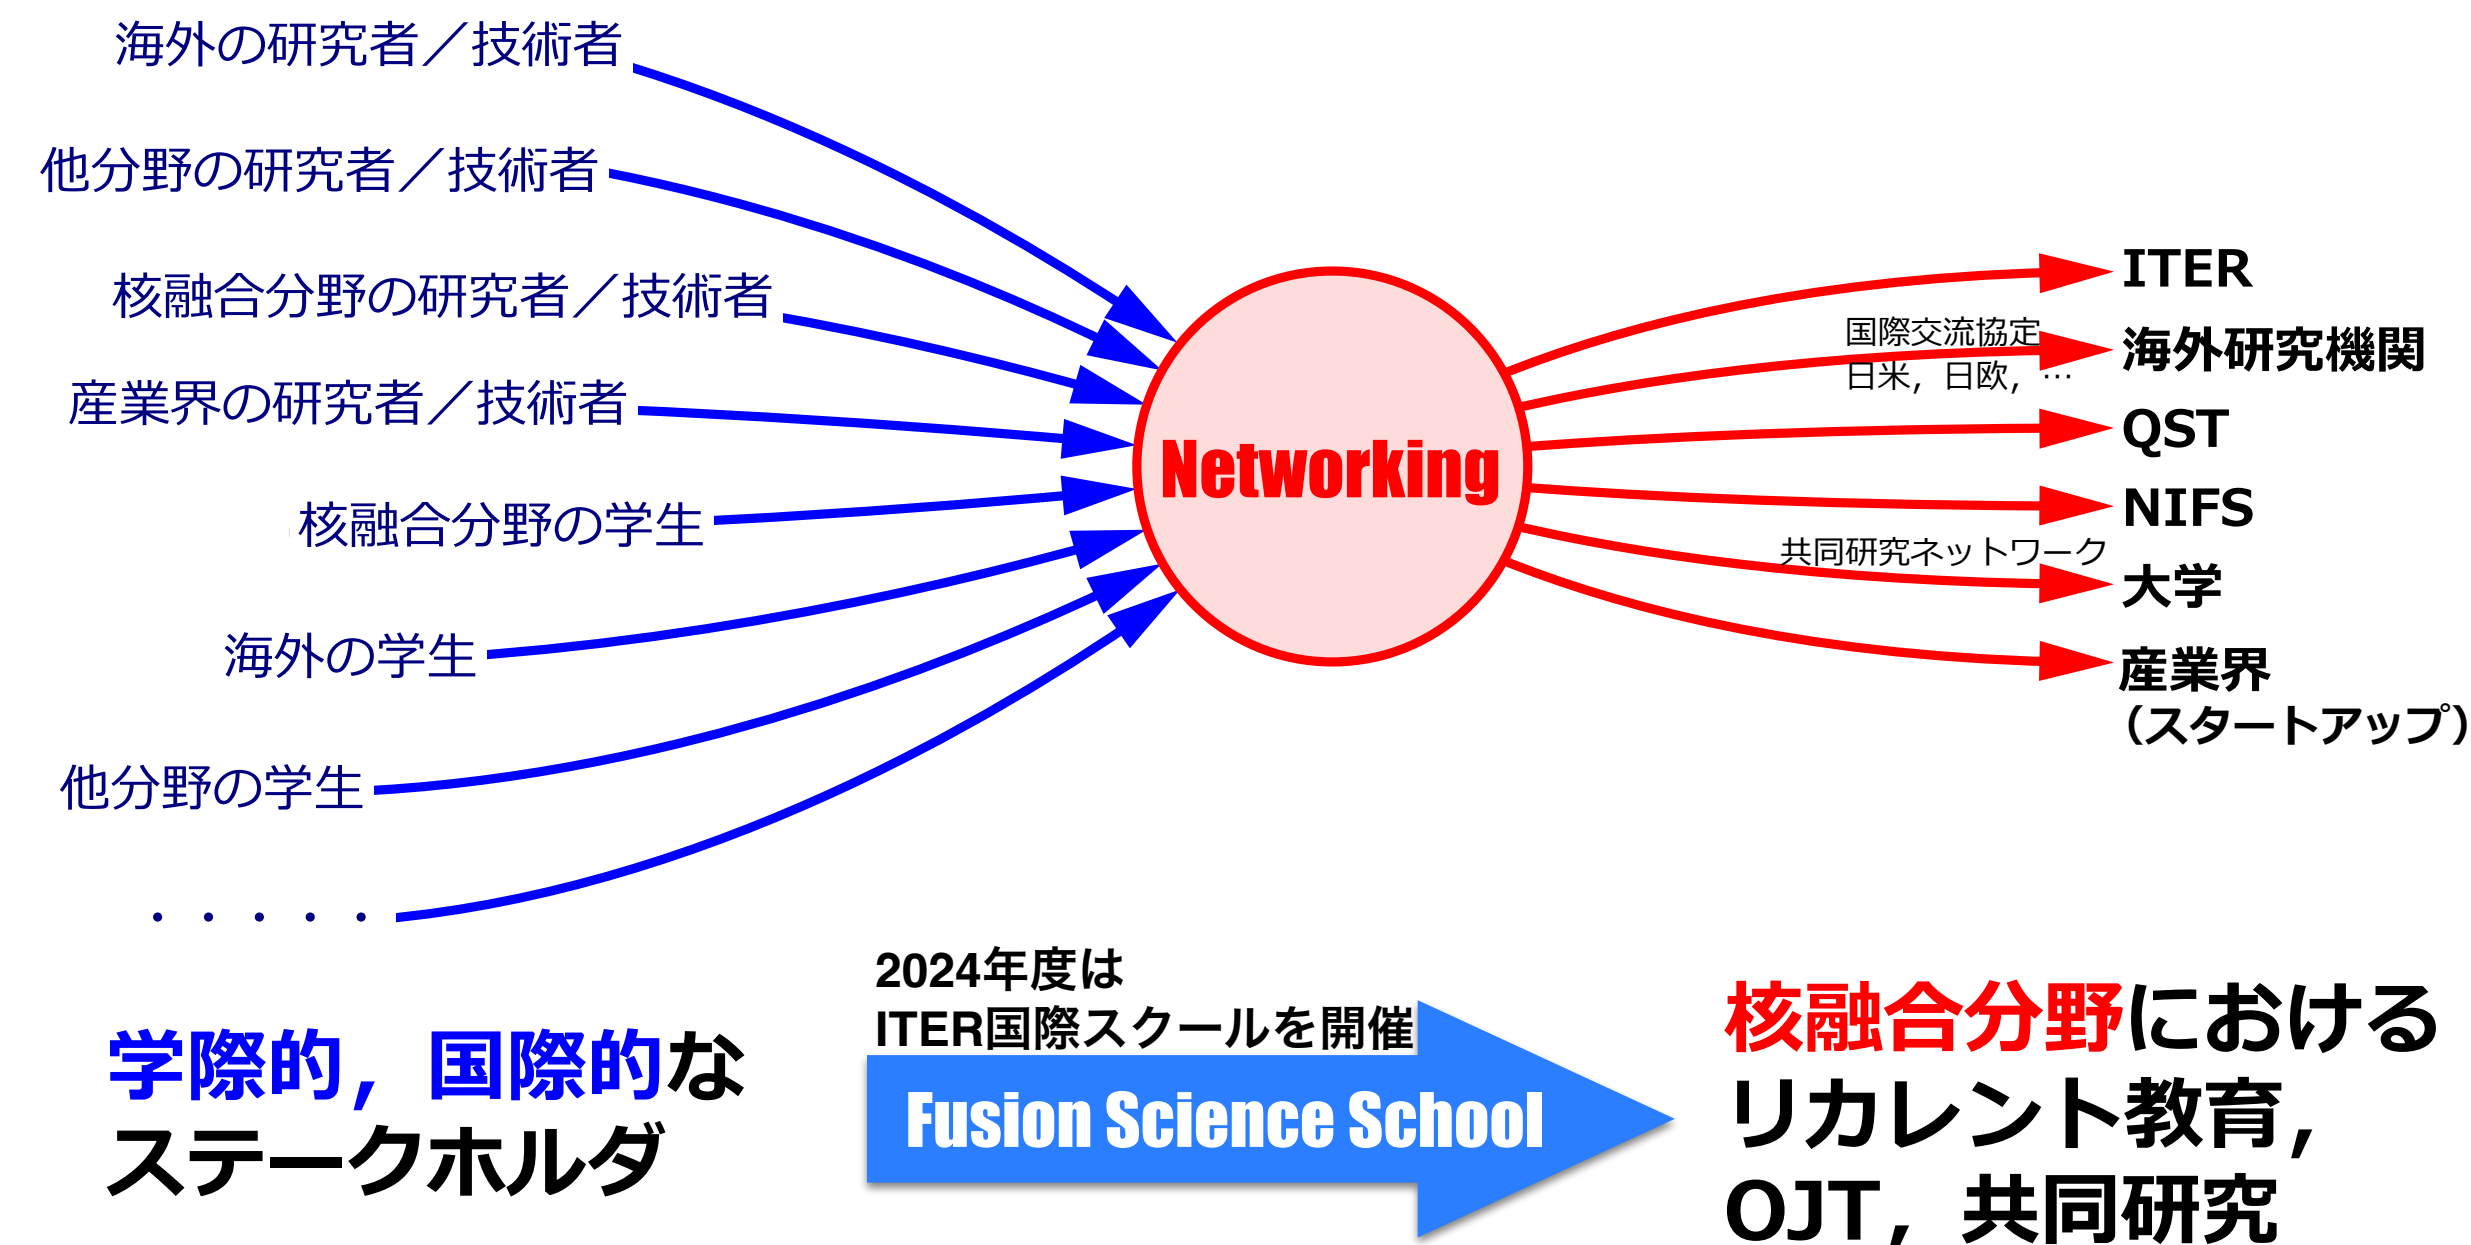 海外の研究者／技術者
他分野の研究者／技術者
核融合分野の研究者／技術者
産業界の研究者／技術者
核融合分野の学生
海外の学生
他分野の学生
・・・・・
Networking
ITER
国際交流協定
海外研究機関
日米，日欧，…
QST
NIFS
共同研究ネットワーク
大学
産業界
（スタートアップ）
学際的，国際的な
ステークホルダ
2024年度は
ITER国際スクールを開催
Fusion Science School
核融合分野における
リカレント教育，
OJT，共同研究